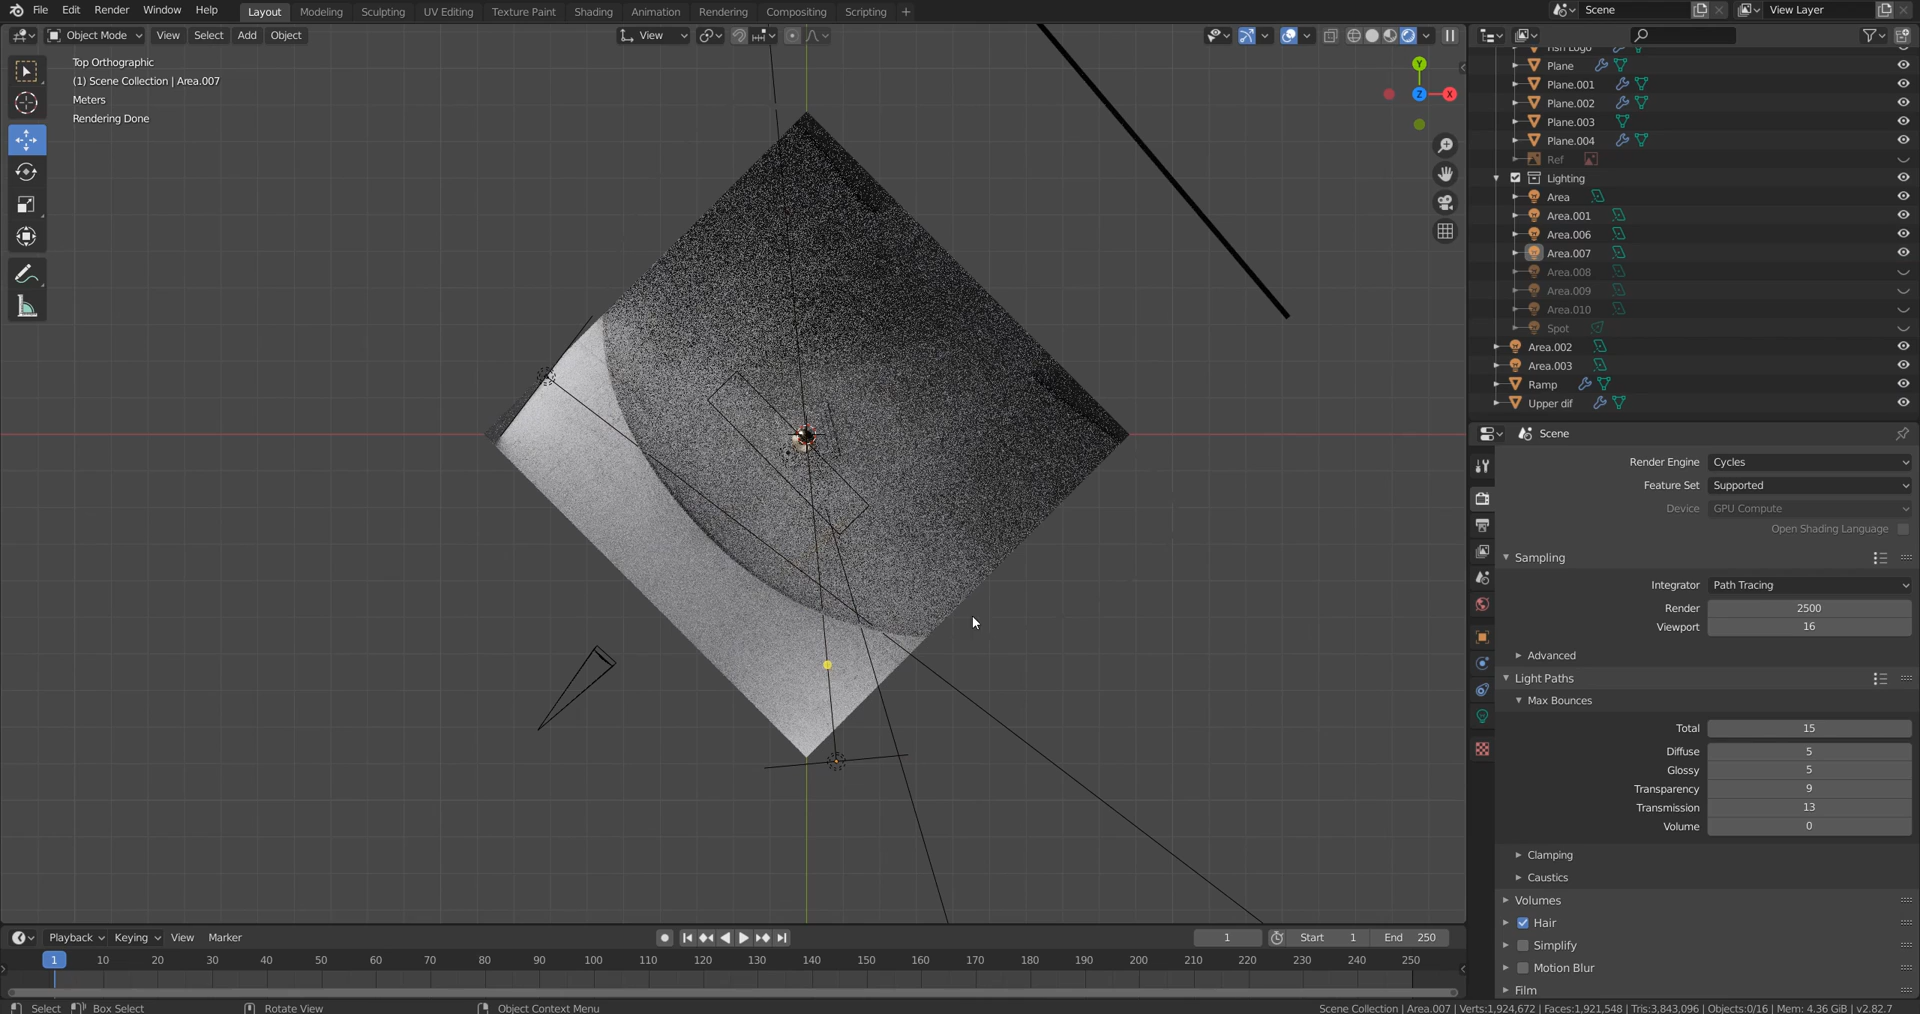 File Edit Render Window Help Layout Modeling Sculpting UV Editing Texture Paint Shading Animation Rendering Compositing Scripting + Scene View Layer
Object Mode View Select Add Object View
Top Orthographic
(1) Scene Collection | Area.007
Meters
Rendering Done
Y
Z X
Plane
Plane.001
Plane.002
Plane.003
Plane.004
Ref
Lighting
Area
Area.001
Area.006
Area.007
Area.008
Area.009
Area.010
Spot
Area.002
Area.003
Ramp
Upper dif
Scene
Render Engine Cycles
Feature Set Supported
Device GPU Compute
Open Shading Language
Sampling
Integrator Path Tracing
Render 2500
Viewport 16
Advanced
Light Paths
Max Bounces
Total 15
Diffuse 5
Glossy 5
Transparency 9
Transmission 13
Volume 0
Clamping
Caustics
Volumes
Hair
Simplify
Motion Blur
Film
Playback Keying View Marker 1 Start 1 End 250
1 10 20 30 40 50 60 70 80 90 100 110 120 130 140 150 160 170 180 190 200 210 220 230 240 250
Select Box Select Rotate View Object Context Menu Scene Collection | Area.007 | Verts:1,924,672 | Faces:1,921,548 | Tris:3,843,096 | Objects:0/16 | Mem: 4.36 GiB | v2.82.7